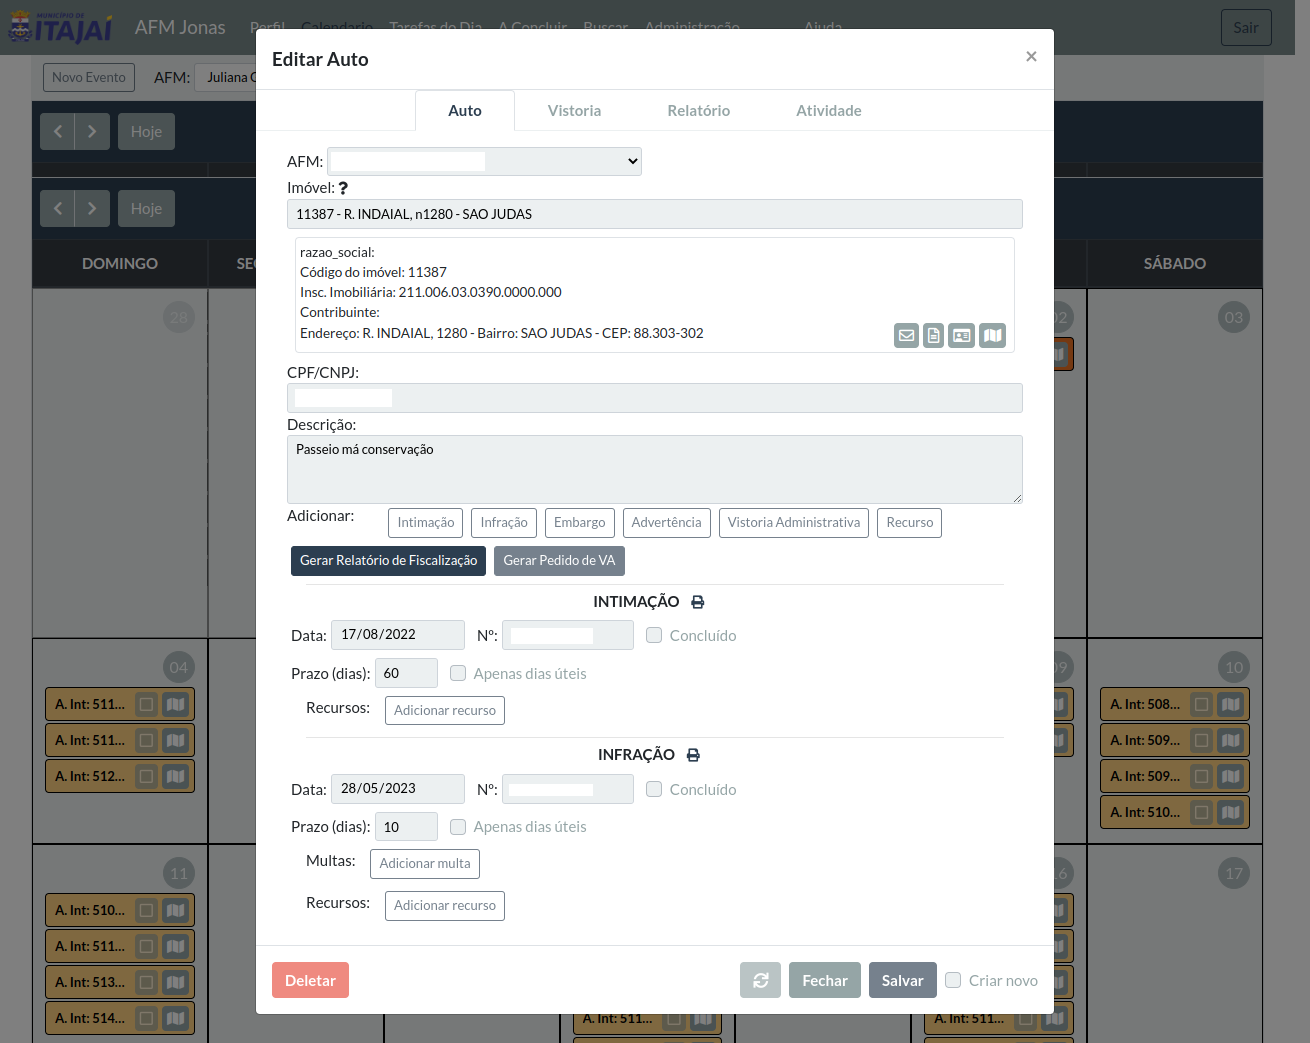 MUNICÍPIO DE
ITAJAÍ
AFM Jonas
Perfil Calendario Tarefas do Dia A Concluir Buscar Administração Ajuda
Sair
Novo Evento
AFM:
Juliana
Hoje
Hoje
DOMINGO
SÁBADO
28
03
04
10
A. Int: 511...
A. Int: 511...
A. Int: 512...
A. Int: 508...
A. Int: 509...
A. Int: 509...
A. Int: 510...
11
17
A. Int: 510...
A. Int: 511...
A. Int: 513...
A. Int: 514...
A. Int: 511...
A. Int: 511...
Editar Auto
×
Auto
Vistoria
Relatório
Atividade
AFM:
Imóvel: ?
11387 - R. INDAIAL, n1280 - SAO JUDAS
razao_social:
Código do imóvel: 11387
Insc. Imobiliária: 211.006.03.0390.0000.000
Contribuinte:
Endereço: R. INDAIAL, 1280 - Bairro: SAO JUDAS - CEP: 88.303-302
CPF/CNPJ:
Descrição:
Passeio má conservação
Adicionar:
Intimação
Infração
Embargo
Advertência
Vistoria Administrativa
Recurso
Gerar Relatório de Fiscalização
Gerar Pedido de VA
INTIMAÇÃO
Data: 17/08/2022 Nº: Concluído
Prazo (dias): 60 Apenas dias úteis
Recursos: Adicionar recurso
INFRAÇÃO
Data: 28/05/2023 Nº: Concluído
Prazo (dias): 10 Apenas dias úteis
Multas: Adicionar multa
Recursos: Adicionar recurso
Deletar
Fechar
Salvar
Criar novo